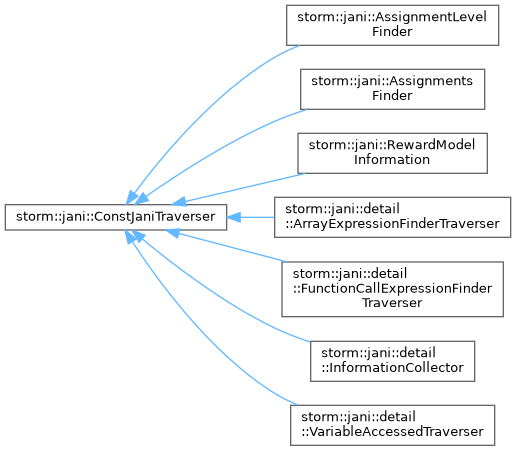 storm::jani::AssignmentLevel
Finder
storm::jani::Assignments
Finder
storm::jani::RewardModel
Information
storm::jani::ConstJaniTraverser
storm::jani::detail
::ArrayExpressionFinderTraverser
storm::jani::detail
::FunctionCallExpressionFinder
Traverser
storm::jani::detail
::InformationCollector
storm::jani::detail
::VariableAccessedTraverser